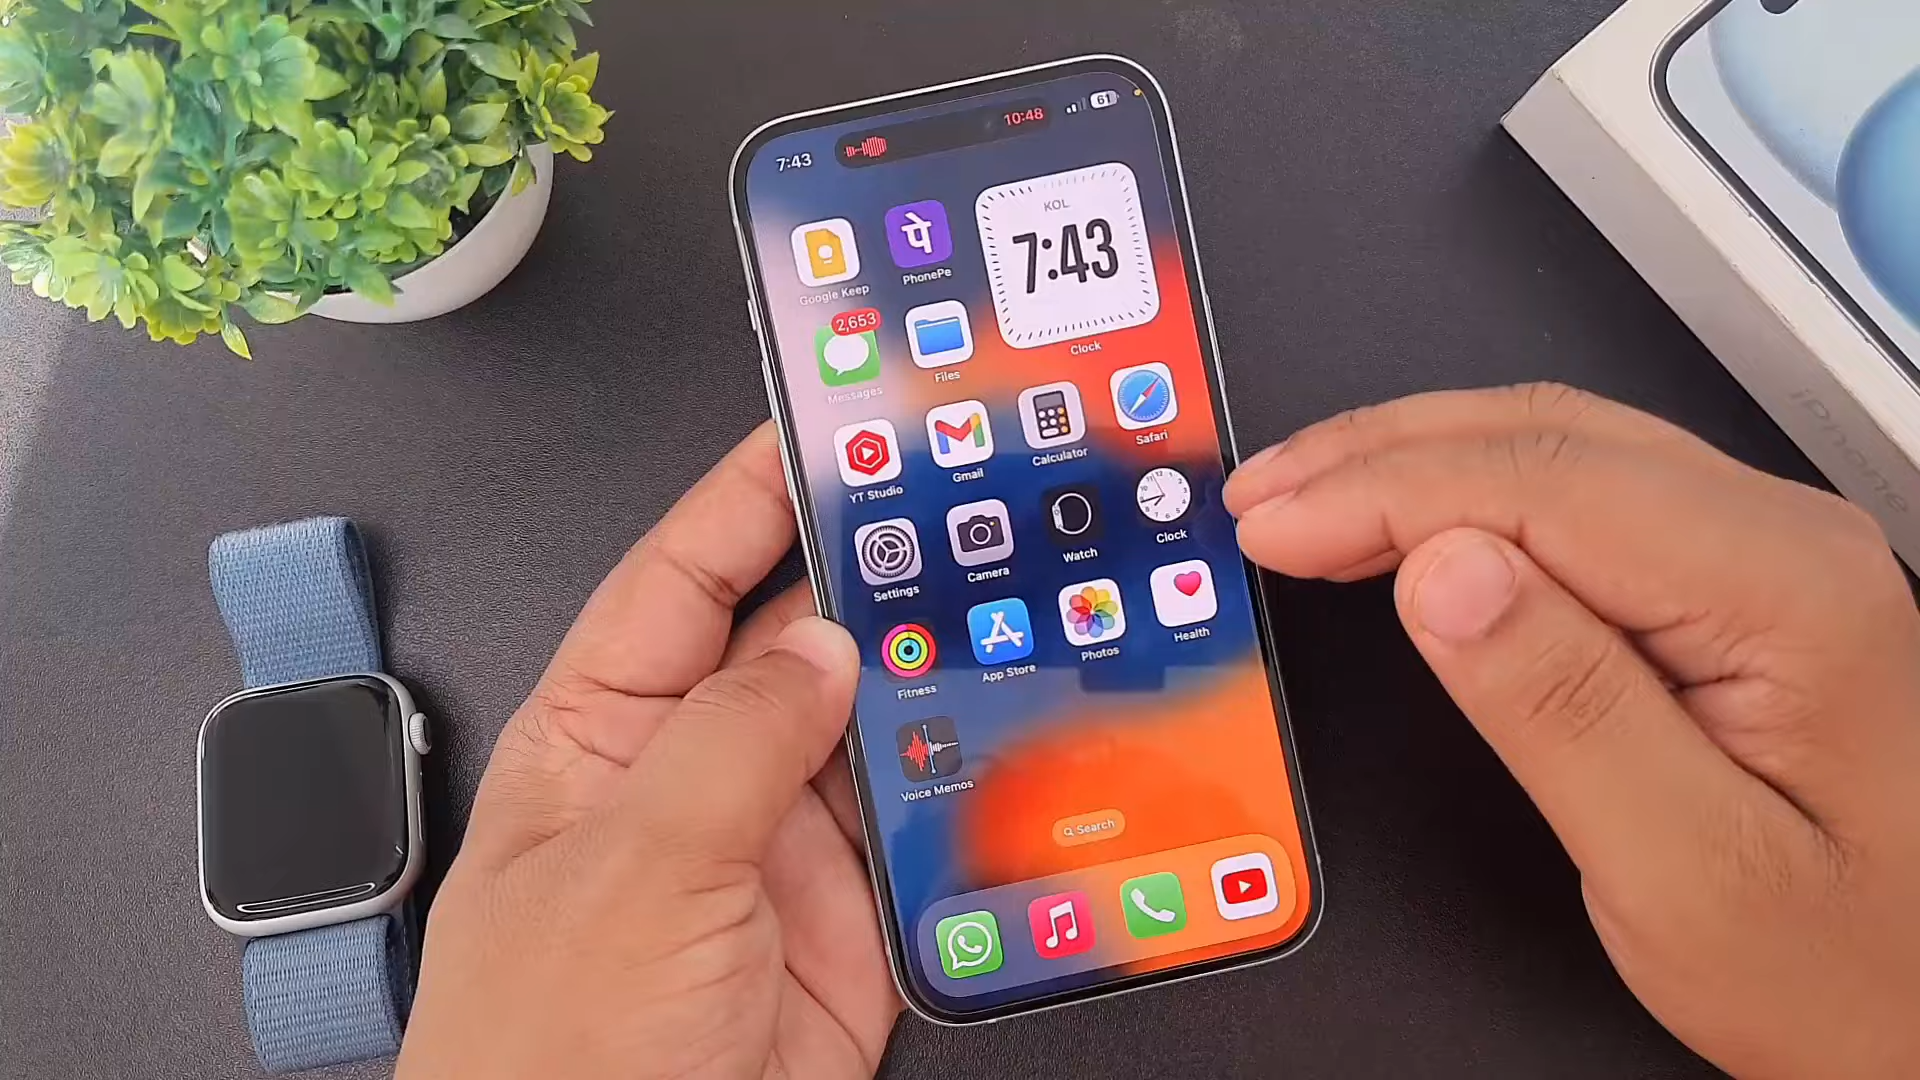 7:43
10:48
61
KOL
7:43
Clock
Google Keep
पे
PhonePe
2,653
Messages
Files
YT Studio
Gmail
Calculator
Safari
Settings
Camera
Watch
Clock
Fitness
App Store
Photos
Health
Voice Memos
Search
iPhone